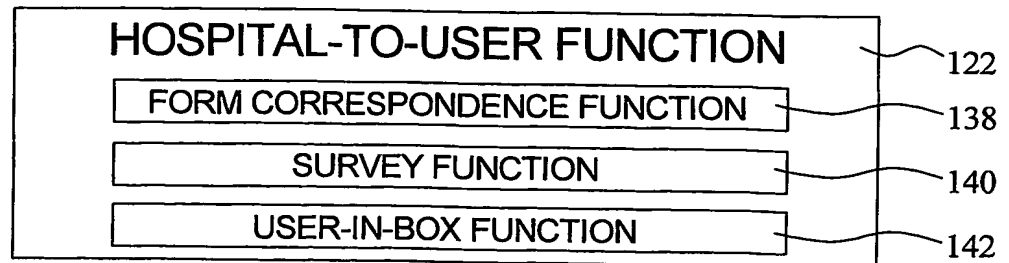 HOSPITAL-TO-USER FUNCTION
122
FORM CORRESPONDENCE FUNCTION
138
SURVEY FUNCTION
140
USER-IN-BOX FUNCTION
142